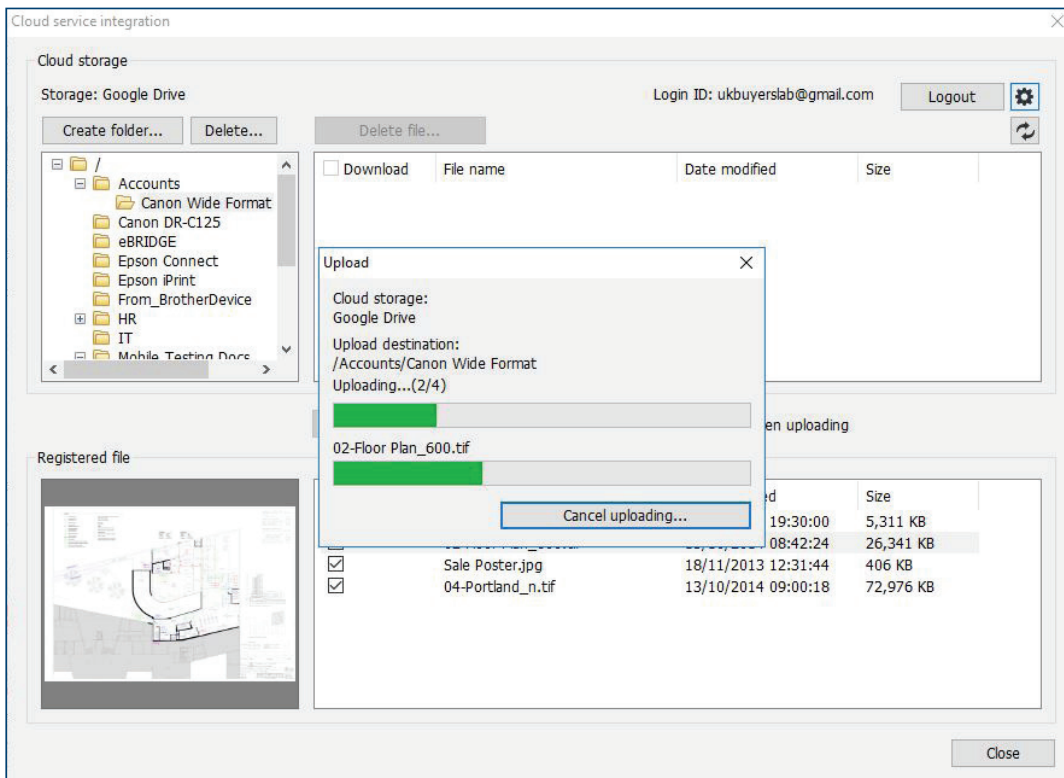 Cloud service integration
Cloud storage
Storage: Google Drive
Login ID: ukbuyerslab@gmail.com
Logout
Create folder...
Delete...
Delete file...
/
Accounts
Canon Wide Format
Canon DR-C125
eBRIDGE
Epson Connect
Epson iPrint
From_BrotherDevice
HR
IT
Mobile Testing Docs
Download File name Date modified Size
Upload
Cloud storage:
Google Drive
Upload destination:
/Accounts/Canon Wide Format
Uploading...(2/4)
02-Floor Plan_600.tif
Cancel uploading...
uploading
Registered file
Size
19:30:00 5,311 KB
08:42:24 26,341 KB
Sale Poster.jpg 18/11/2013 12:31:44 406 KB
04-Portland_n.tif 13/10/2014 09:00:18 72,976 KB
Close